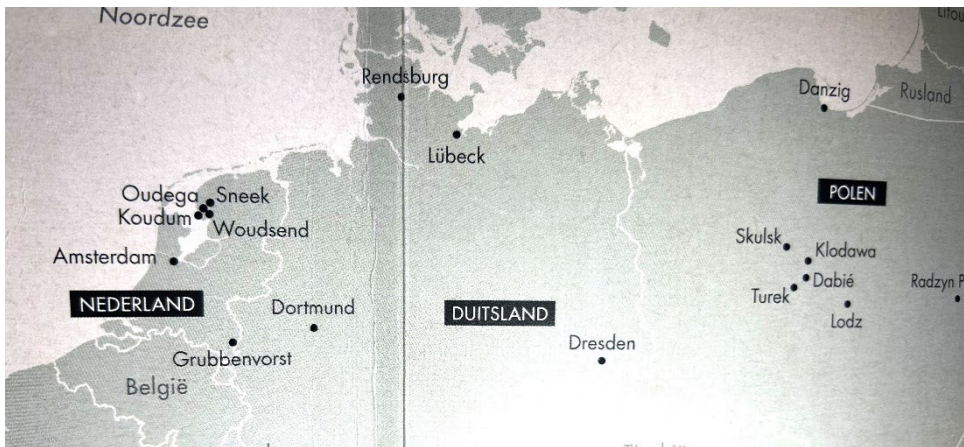 Noordzee
Litou
Rendsburg
Danzig
Rusland
Lübeck
Oudega
Sneek
Koudum
Woudsend
POLEN
Skulsk
Klodawa
Amsterdam
Dabié
Turek
Radzyn P
NEDERLAND
Dortmund
DUITSLAND
Lodz
Dresden
Grubbenvorst
België